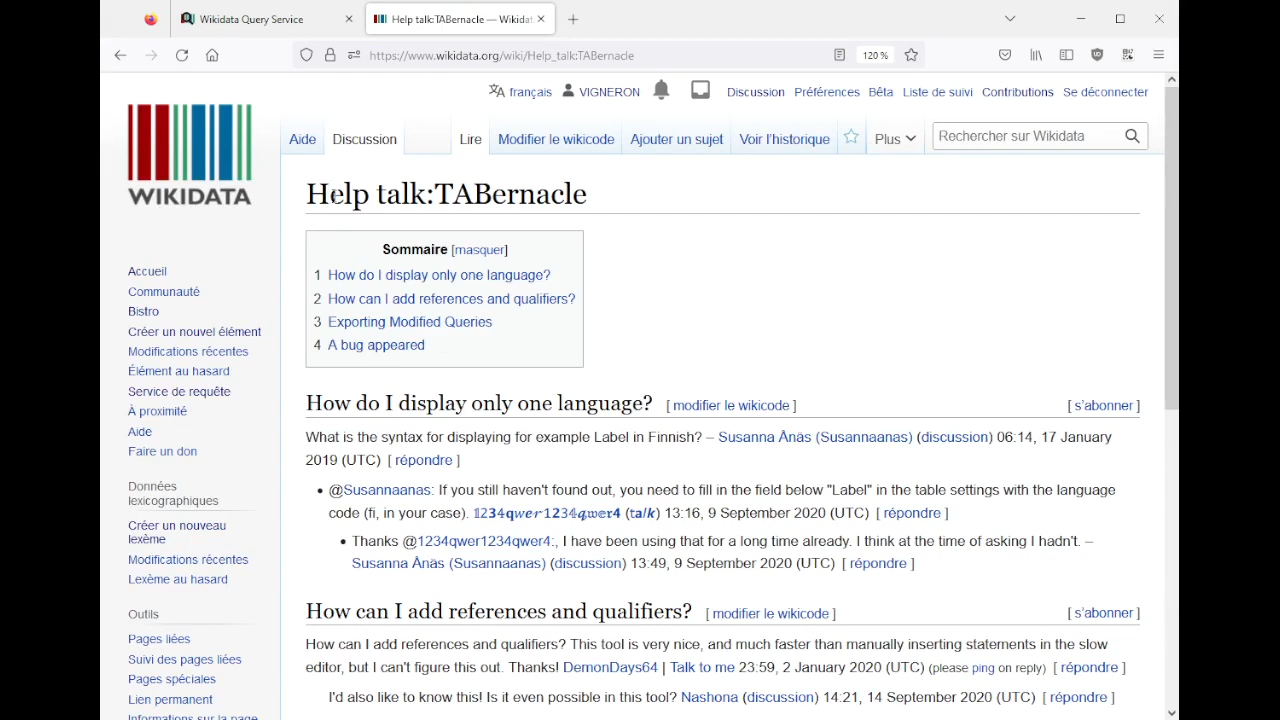 Wikidata Query Service
Help talk:TABernacle — Wikidat
https://www.wikidata.org/wiki/Help_talk:TABernacle
120 %
français VIGNERON Discussion Préférences Bêta Liste de suivi Contributions Se déconnecter
Aide Discussion Lire Modifier le wikicode Ajouter un sujet Voir l’historique Plus Rechercher sur Wikidata
WIKIDATA
Accueil
Communauté
Bistro
Créer un nouvel élément
Modifications récentes
Élément au hasard
Service de requête
À proximité
Aide
Faire un don
Données
lexicographiques
Créer un nouveau
lexème
Modifications récentes
Lexème au hasard
Outils
Pages liées
Suivi des pages liées
Pages spéciales
Lien permanent
Informations sur la page
Help talk:TABernacle
Sommaire [masquer]
1 How do I display only one language?
2 How can I add references and qualifiers?
3 Exporting Modified Queries
4 A bug appeared
How do I display only one language? [ modifier le wikicode ] [ s’abonner ]
What is the syntax for displaying for example Label in Finnish? – Susanna Ånäs (Susannaanas) (discussion) 06:14, 17 January
2019 (UTC) [ répondre ]
• @Susannaanas: If you still haven't found out, you need to fill in the field below "Label" in the table settings with the language
code (fi, in your case). 1234qwer1234qwer4 (talk) 13:16, 9 September 2020 (UTC) [ répondre ]
• Thanks @1234qwer1234qwer4:, I have been using that for a long time already. I think at the time of asking I hadn't. –
Susanna Ånäs (Susannaanas) (discussion) 13:49, 9 September 2020 (UTC) [ répondre ]
How can I add references and qualifiers? [ modifier le wikicode ] [ s’abonner ]
How can I add references and qualifiers? This tool is very nice, and much faster than manually inserting statements in the slow
editor, but I can't figure this out. Thanks! DemonDays64 | Talk to me 23:59, 2 January 2020 (UTC) (please ping on reply) [ répondre ]
I'd also like to know this! Is it even possible in this tool? Nashona (discussion) 14:21, 14 September 2020 (UTC) [ répondre ]